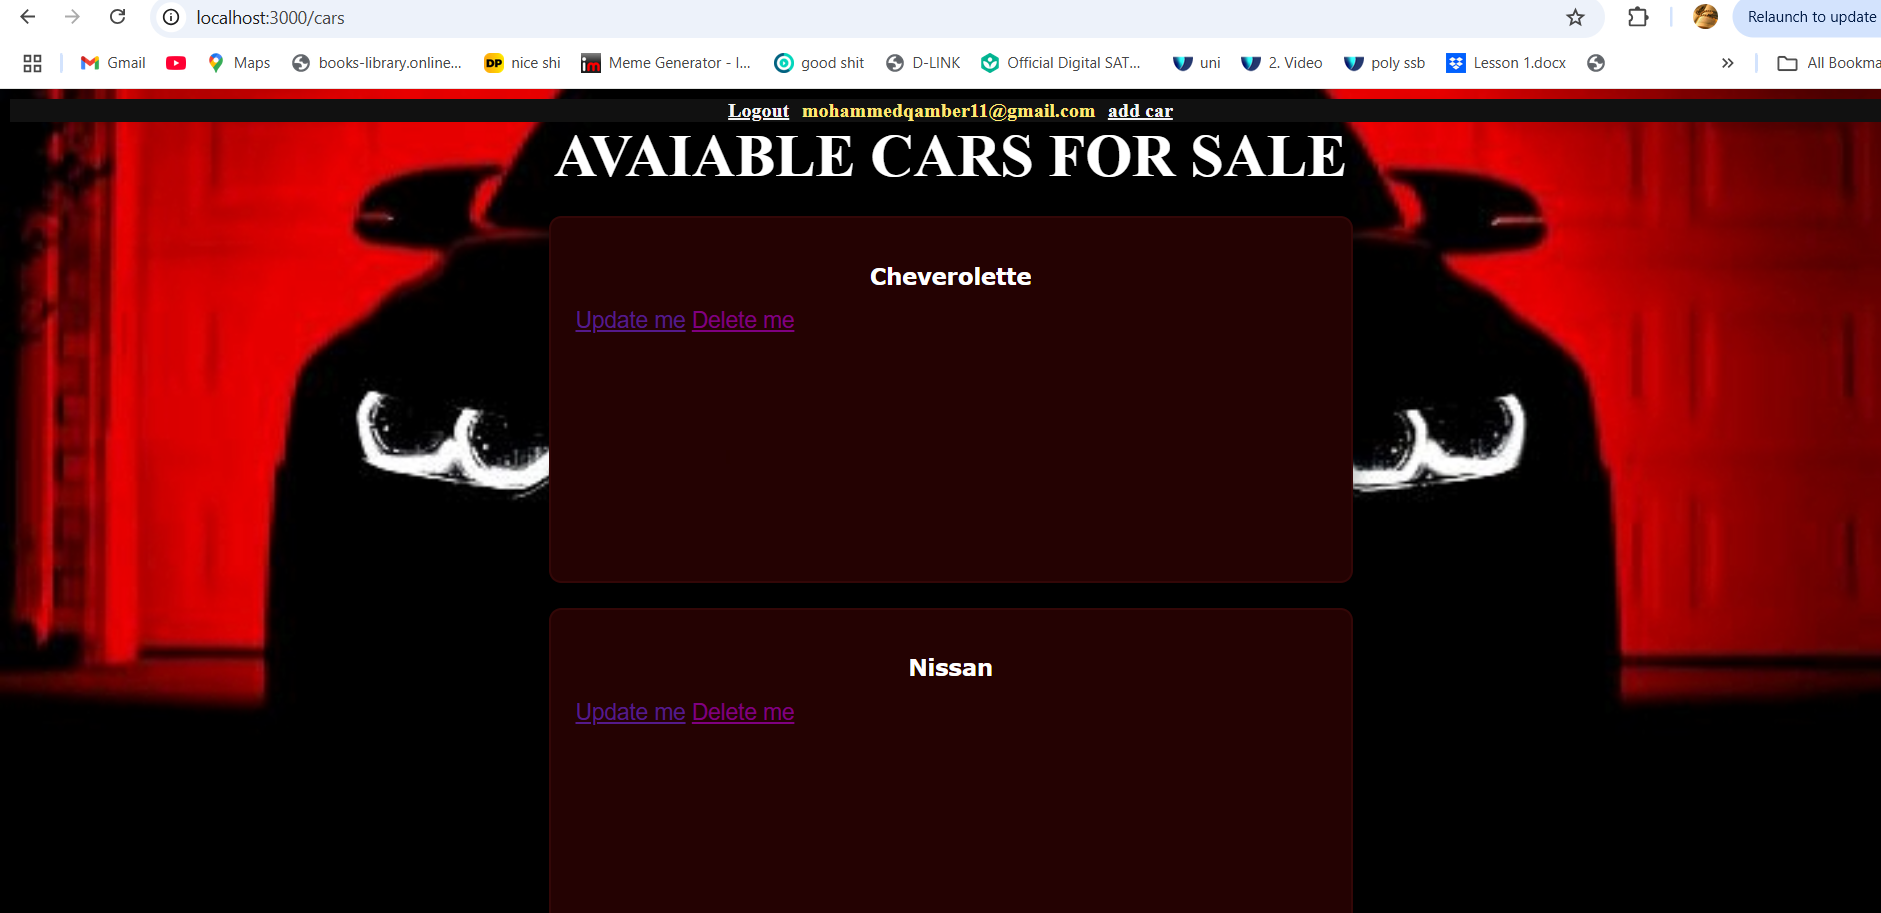 localhost:3000/cars
Relaunch to update
Gmail Maps books-library.online... DP nice shi im Meme Generator - I... good shit D-LINK Official Digital SAT... uni 2. Video poly ssb Lesson 1.docx » All Bookma
Logout mohammedqamber11@gmail.com add car
AVAIABLE CARS FOR SALE
Cheverolette
Update me Delete me
Nissan
Update me Delete me